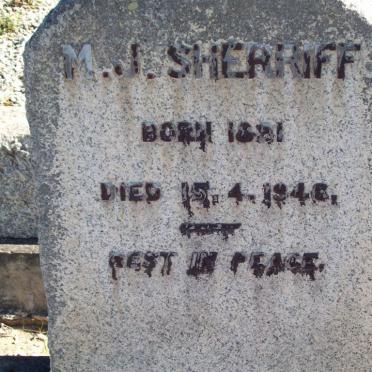 M.J. SHERRIFF
BORN 1881
DIED 15.4.1946.
REST IN PEACE.